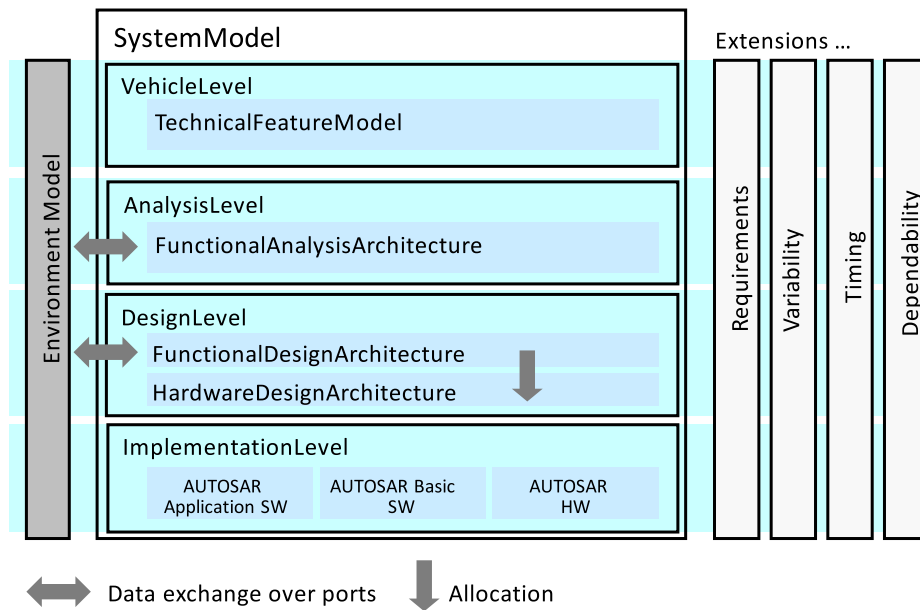 SystemModel
Extensions ...
VehicleLevel
TechnicalFeatureModel
AnalysisLevel
FunctionalAnalysisArchitecture
DesignLevel
FunctionalDesignArchitecture
HardwareDesignArchitecture
ImplementationLevel
AUTOSAR
Application SW
AUTOSAR Basic
SW
AUTOSAR
HW
Environment Model
Requirements
Variability
Timing
Dependability
Data exchange over ports
Allocation